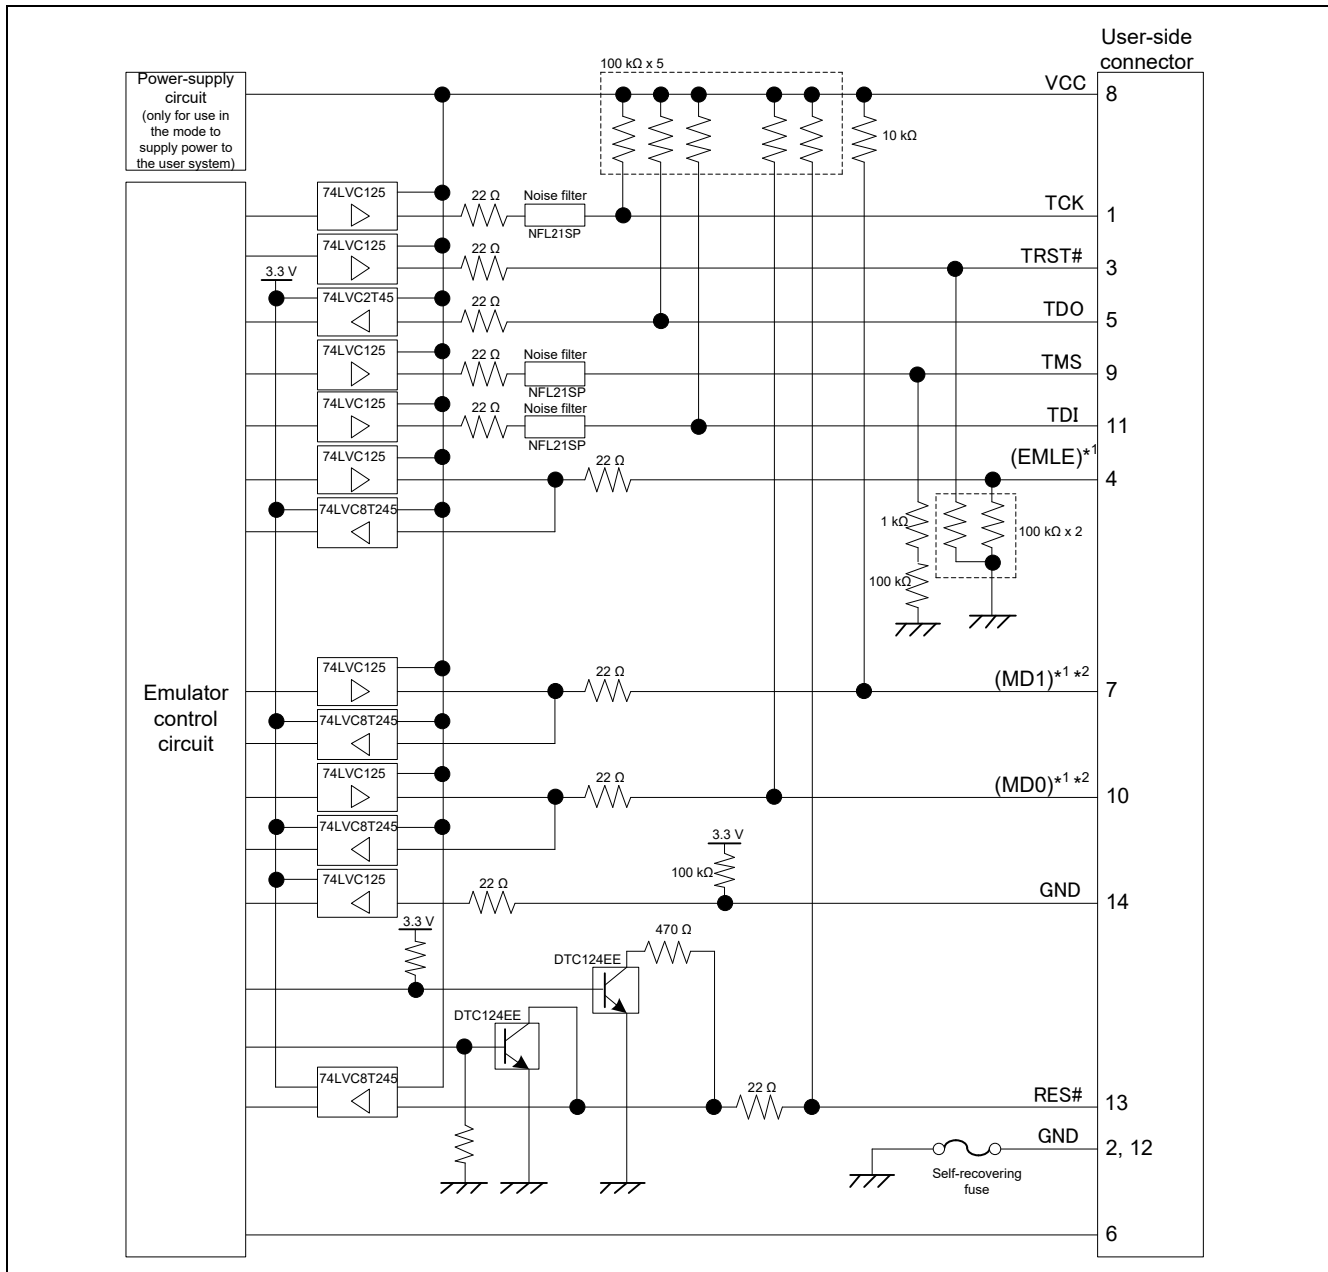 User-side
connector
Power-supply
circuit
(only for use in
the mode to
supply power to
the user system)
100 kΩ x 5
VCC
8
10 kΩ
74LVC125
22 Ω
Noise filter
NFL21SP
TCK
1
74LVC125
22 Ω
TRST#
3
3.3 V
74LVC2T45
22 Ω
TDO
5
74LVC125
22 Ω
Noise filter
NFL21SP
TMS
9
74LVC125
22 Ω
Noise filter
NFL21SP
TDI
11
74LVC125
22 Ω
(EMLE)*1
4
74LVC8T245
1 kΩ
100 kΩ x 2
100 kΩ
Emulator
control
circuit
74LVC125
22 Ω
(MD1)*1 *2
7
74LVC8T245
74LVC125
22 Ω
(MD0)*1 *2
10
74LVC8T245
3.3 V
100 kΩ
74LVC125
22 Ω
GND
14
3.3 V
470 Ω
DTC124EE
DTC124EE
74LVC8T245
22 Ω
RES#
13
GND
2, 12
Self-recovering
fuse
6